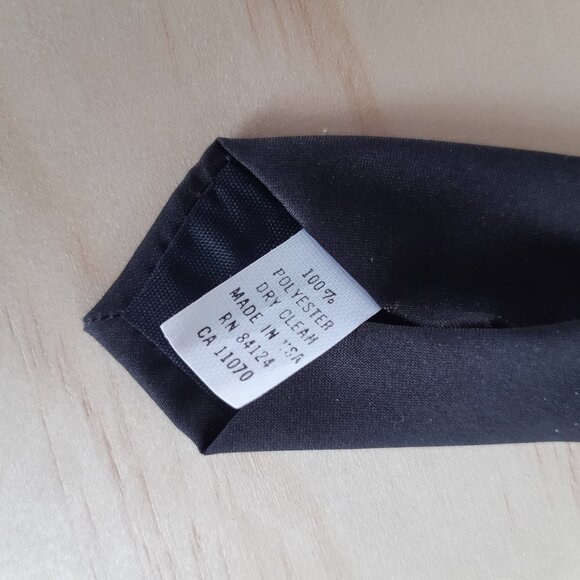 100%
POLYESTER
DRY CLEAN
MADE IN USA
RN 84124
CA 11070